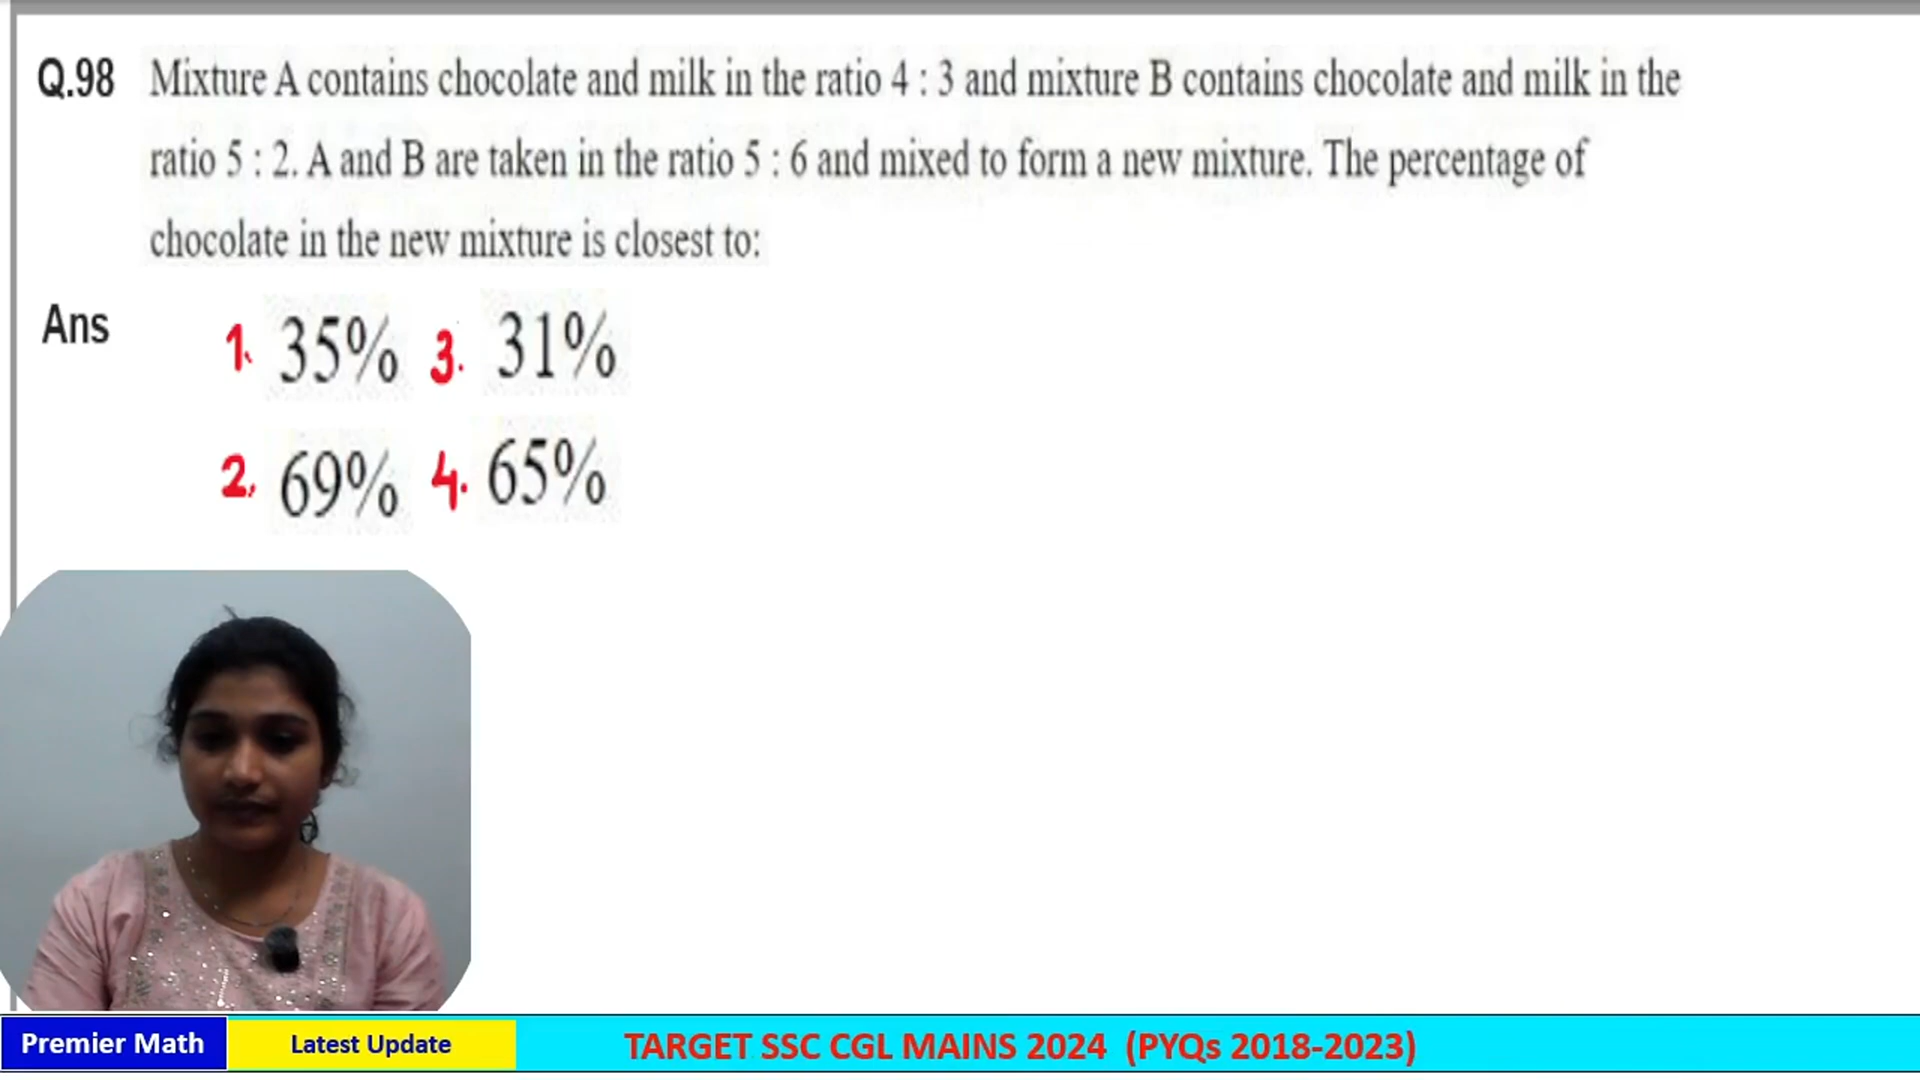 Q.98 Mixture A contains chocolate and milk in the ratio 4 : 3 and mixture B contains chocolate and milk in the
ratio 5 : 2. A and B are taken in the ratio 5 : 6 and mixed to form a new mixture. The percentage of
chocolate in the new mixture is closest to:
Ans 1. 35% 3. 31%
2. 69% 4. 65%
Premier Math Latest Update TARGET SSC CGL MAINS 2024 (PYQs 2018-2023)